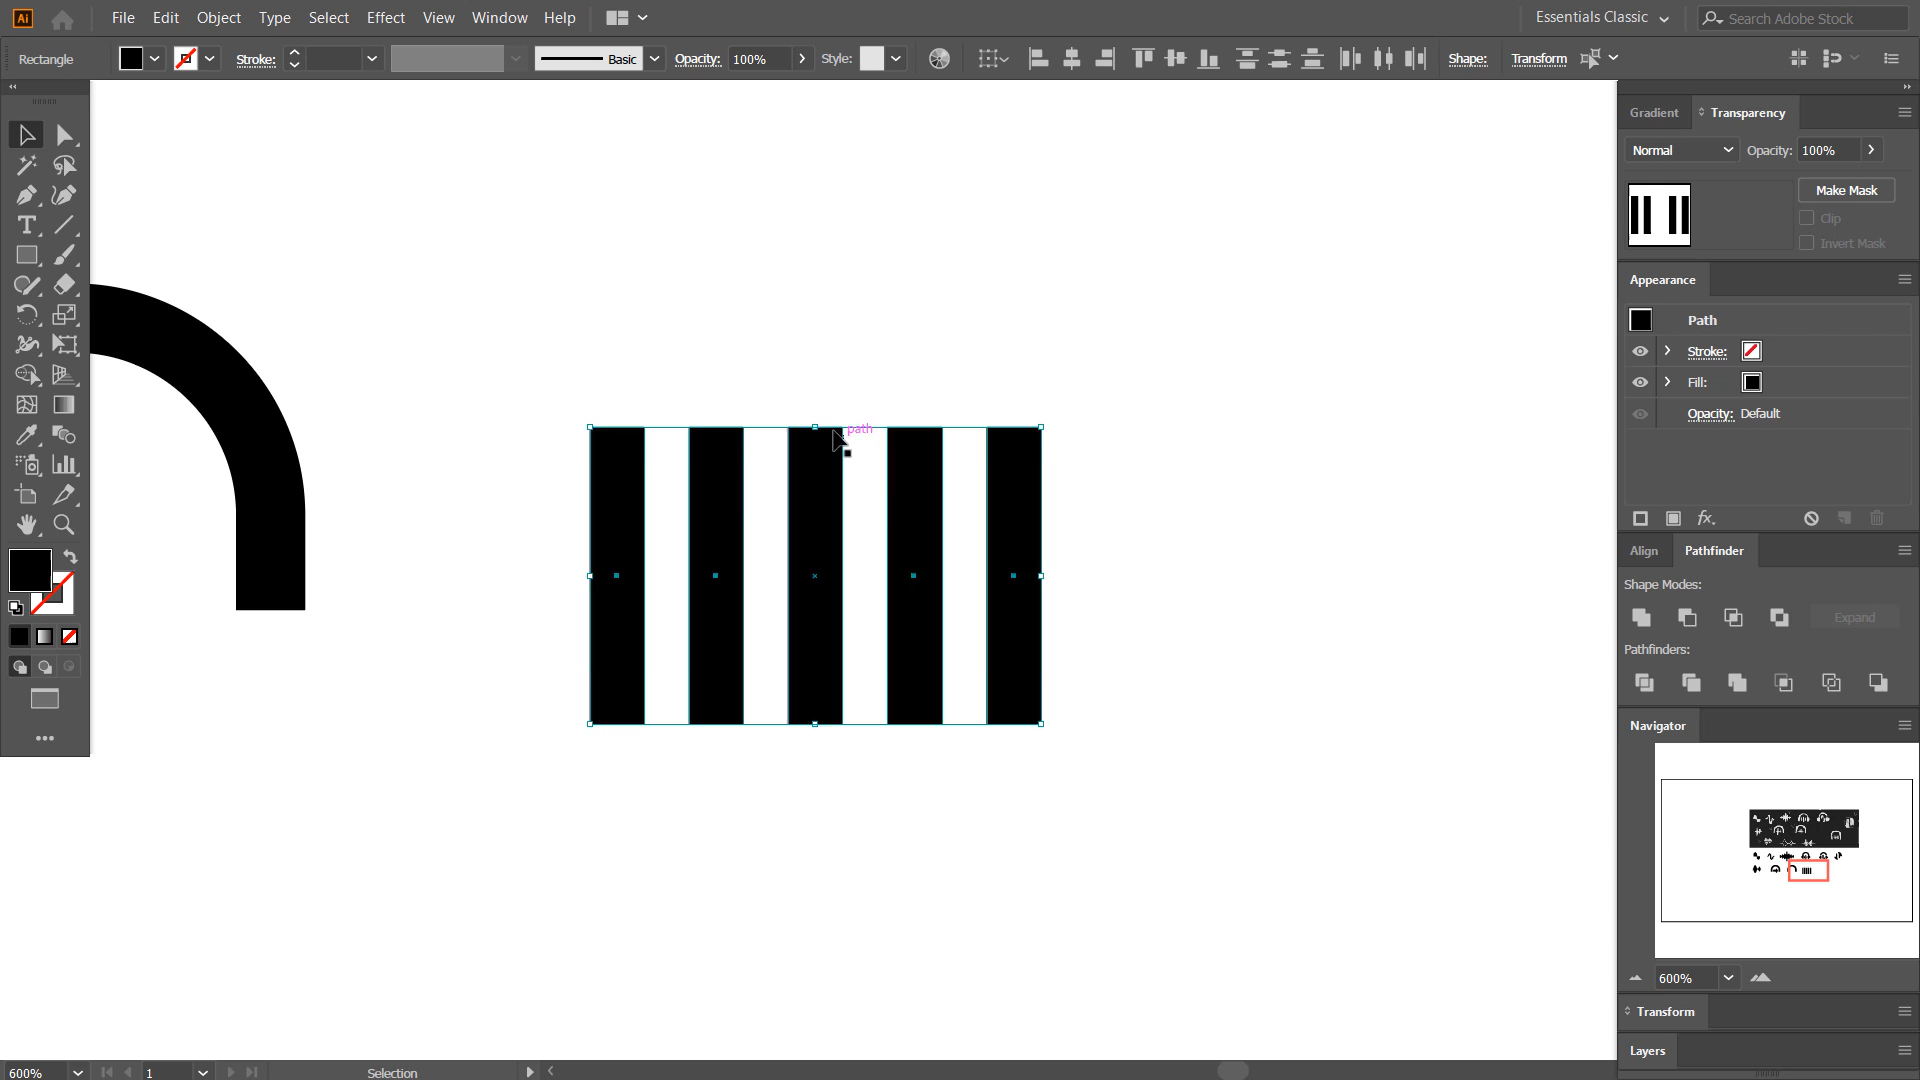 Ai File Edit Object Type Select Effect View Window Help Essentials Classic Search Adobe Stock
Rectangle Stroke: Basic Opacity: 100% Style: Shape: Transform
Gradient Transparency
Normal Opacity: 100%
Make Mask
Clip
Invert Mask
Appearance
Path
Stroke:
Fill:
Opacity: Default
fx
path
Align Pathfinder
Shape Modes:
Expand
Pathfinders:
Navigator
600%
Transform
Layers
600% 1 Selection